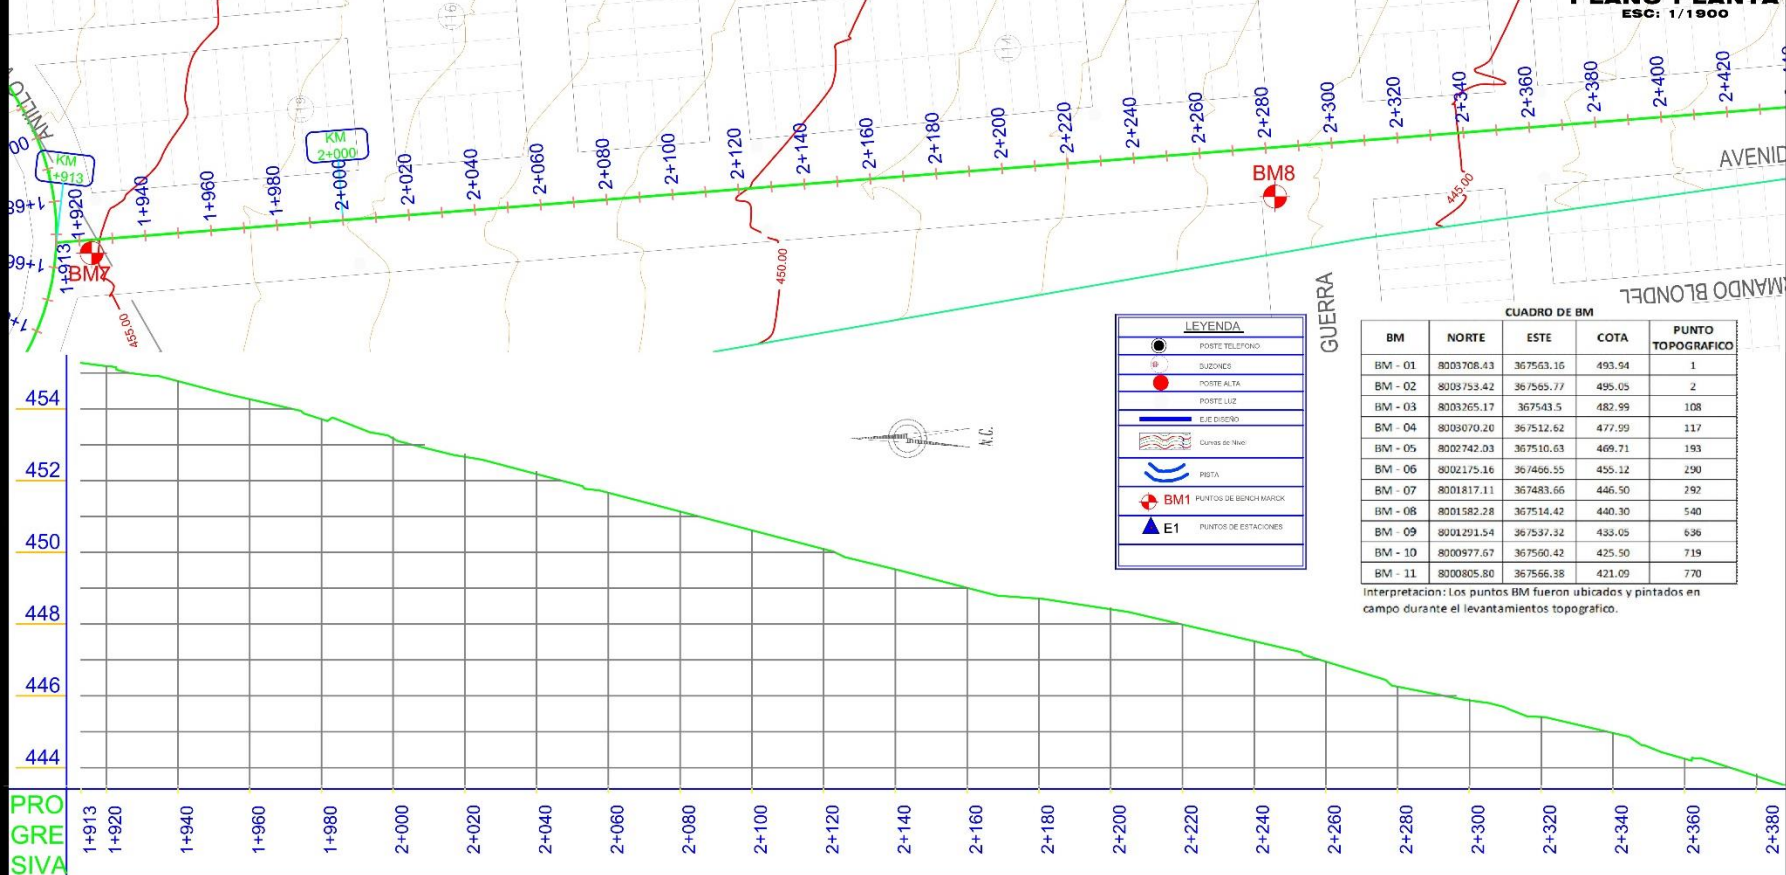 PLANO PLANTA
ESC: 1/1900
ANILLO
KM
1+913
KM
2+000
116
114
1+913
1+920
1+940
1+960
1+980
2+000
2+020
2+040
2+060
2+080
2+100
2+120
2+140
2+160
2+180
2+200
2+220
2+240
2+260
2+280
2+300
2+320
2+340
2+360
2+380
2+400
2+420
BM7
BM8
455.00
450.00
445.00
AVENID
GUERRA
RMANDO BLONDEL
454
452
450
448
446
444
N.G.
LEYENDA
POSTE TELEFONO
BUZONES
POSTE ALTA
POSTE LUZ
EJE DISEÑO
Curvas de Nivel
PISTA
BM1 PUNTOS DE BENCH MARCK
E1 PUNTOS DE ESTACIONES
CUADRO DE BM
BM NORTE ESTE COTA PUNTO TOPOGRAFICO
BM - 01 8003708.43 367563.16 493.94 1
BM - 02 8003753.42 367565.77 495.05 2
BM - 03 8003265.17 367543.5 482.99 108
BM - 04 8003070.20 367512.62 477.99 117
BM - 05 8002742.03 367510.63 469.71 193
BM - 06 8002175.16 367466.55 455.12 290
BM - 07 8001817.11 367483.66 446.50 292
BM - 08 8001582.28 367514.42 440.30 540
BM - 09 8001291.54 367537.32 433.05 636
BM - 10 8000977.67 367560.42 425.50 719
BM - 11 8000805.80 367566.38 421.09 770
Interpretacion: Los puntos BM fueron ubicados y pintados en
campo durante el levantamientos topografico.
PRO
GRE
SIVA
1+913
1+920
1+940
1+960
1+980
2+000
2+020
2+040
2+060
2+080
2+100
2+120
2+140
2+160
2+180
2+200
2+220
2+240
2+260
2+280
2+300
2+320
2+340
2+360
2+380